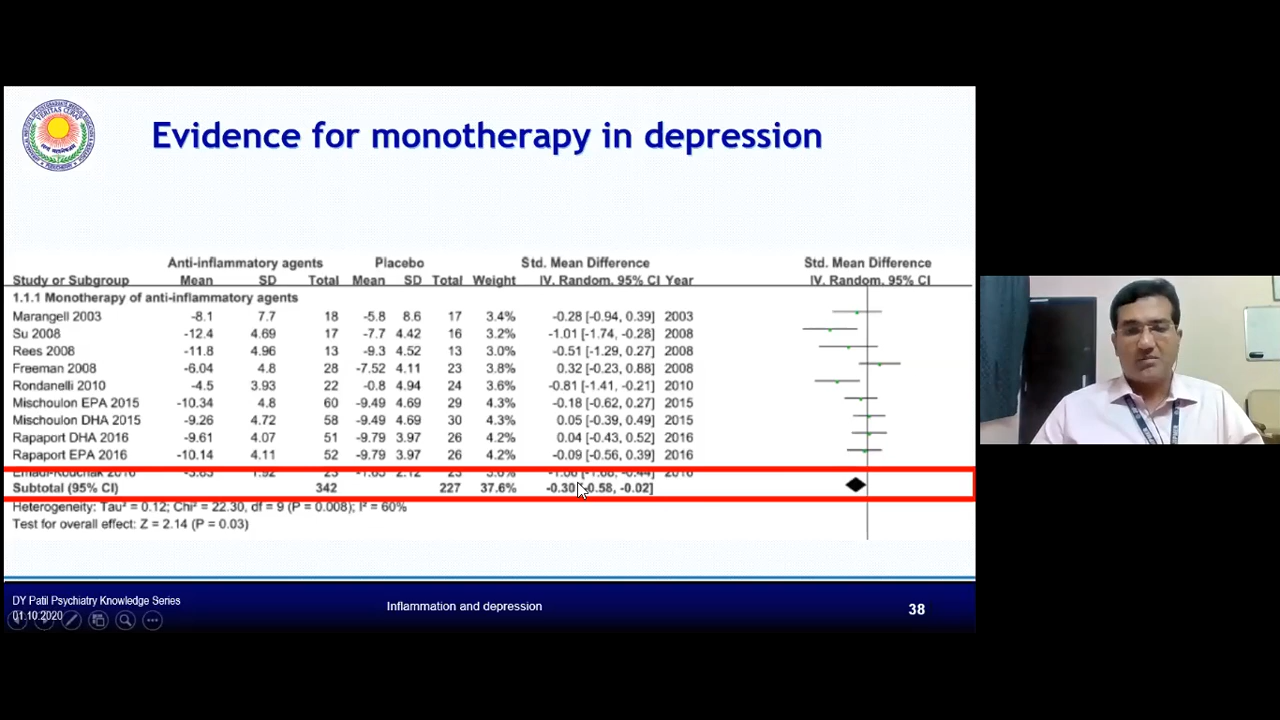 Evidence for monotherapy in depression
Anti-inflammatory agents Placebo Std. Mean Difference Std. Mean Difference
Study or Subgroup Mean SD Total Mean SD Total Weight IV, Random, 95% CI Year IV, Random, 95% CI
1.1.1 Monotherapy of anti-inflammatory agents
Marangell 2003 -8.1 7.7 18 -5.8 8.6 17 3.4% -0.28 [-0.94, 0.39] 2003
Su 2008 -12.4 4.69 17 -7.7 4.42 16 3.2% -1.01 [-1.74, -0.28] 2008
Rees 2008 -11.8 4.96 13 -9.3 4.52 13 3.0% -0.51 [-1.29, 0.27] 2008
Freeman 2008 -6.04 4.8 28 -7.52 4.11 23 3.8% 0.32 [-0.23, 0.88] 2008
Rondanelli 2010 -4.5 3.93 22 -0.8 4.94 24 3.6% -0.81 [-1.41, -0.21] 2010
Mischoulon EPA 2015 -10.34 4.8 60 -9.49 4.69 29 4.3% -0.18 [-0.62, 0.27] 2015
Mischoulon DHA 2015 -9.26 4.72 58 -9.49 4.69 30 4.3% 0.05 [-0.39, 0.49] 2015
Rapaport DHA 2016 -9.61 4.07 51 -9.79 3.97 26 4.2% 0.04 [-0.43, 0.52] 2016
Rapaport EPA 2016 -10.14 4.11 52 -9.79 3.97 26 4.2% -0.09 [-0.56, 0.39] 2016
2016
Subtotal (95% CI) 342 227 37.6% -0.30 -0.58, -0.02]
Heterogeneity: Tau² = 0.12; Chi² = 22.30, df = 9 (P = 0.008); I² = 60%
Test for overall effect: Z = 2.14 (P = 0.03)
DY Patil Psychiatry Knowledge Series
01.10.2020
Inflammation and depression
38